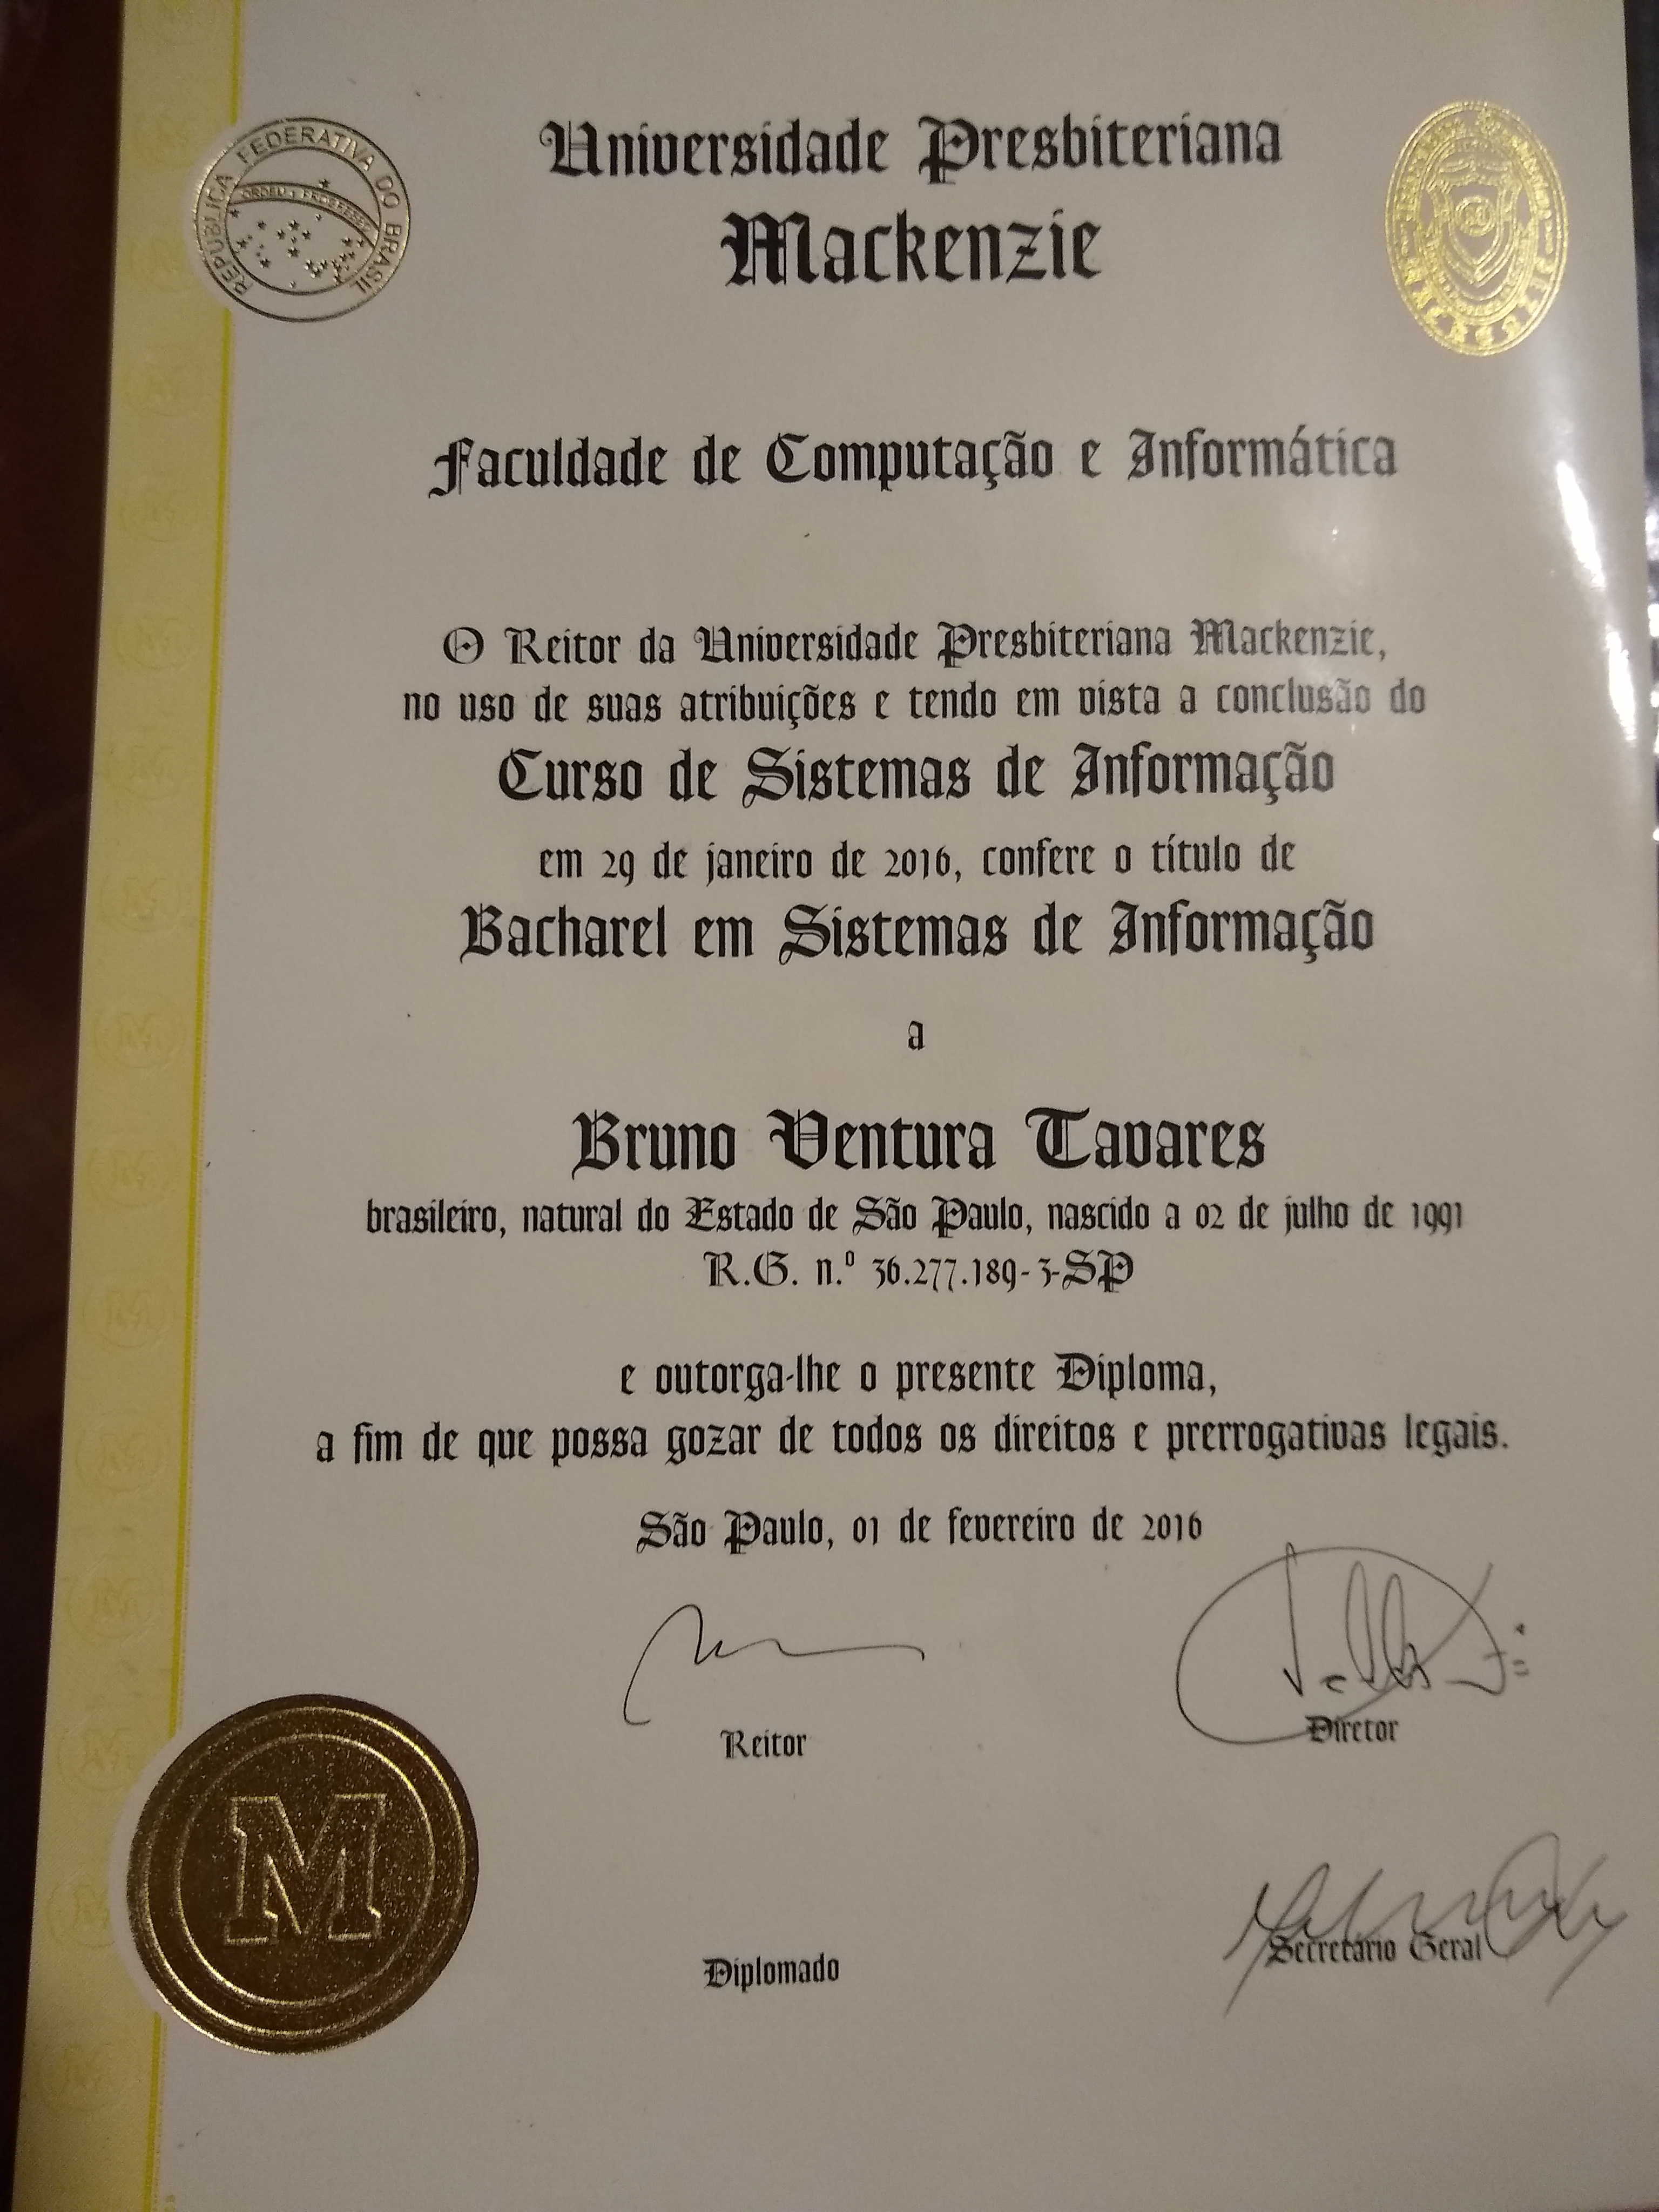 REPÚBLICA FEDERATIVA DO BRASIL
ORDEM E PROGRESSO
Universidade Presbiteriana
Mackenzie
Faculdade de Computação e Informática
O Reitor da Universidade Presbiteriana Mackenzie,
no uso de suas atribuições e tendo em vista a conclusão do
Curso de Sistemas de Informação
em 29 de janeiro de 2016, confere o título de
Bacharel em Sistemas de Informação
a
Bruno Ventura Tavares
brasileiro, natural do Estado de São Paulo, nascido a 02 de julho de 1991
R.G. n.º 36.277.189-3-SP
e outorga-lhe o presente Diploma,
a fim de que possa gozar de todos os direitos e prerrogativas legais.
São Paulo, 01 de fevereiro de 2016
Reitor
Diretor
M
Diplomado
Secretário Geral